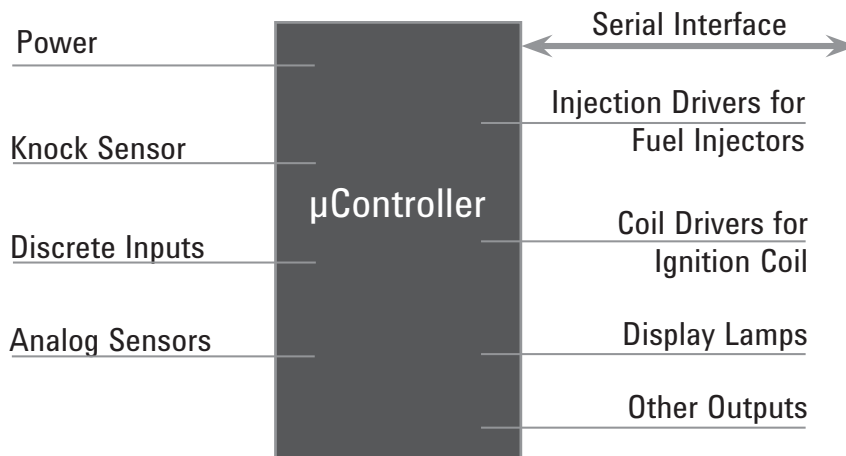 Power
Knock Sensor
Discrete Inputs
Analog Sensors
μController
Serial Interface
Injection Drivers for
Fuel Injectors
Coil Drivers for
Ignition Coil
Display Lamps
Other Outputs